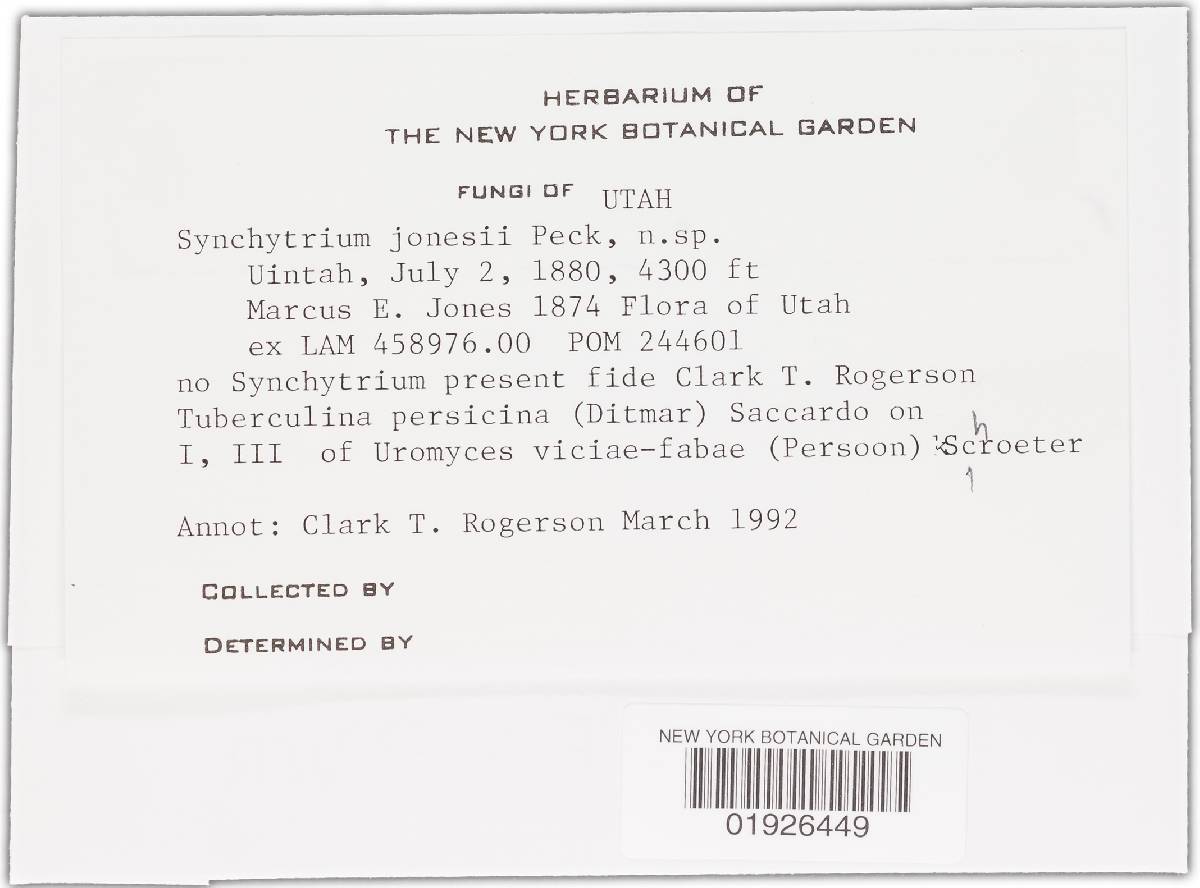 HERBARIUM OF
THE NEW YORK BOTANICAL GARDEN
FUNGI OF UTAH
Synchytrium jonesii Peck, n.sp.
Uintah, July 2, 1880, 4300 ft
Marcus E. Jones 1874 Flora of Utah
ex LAM 458976.00 POM 244601
no Synchytrium present fide Clark T. Rogerson
Tuberculina persicina (Ditmar) Saccardo on
I, III of Uromyces viciae-fabae (Persoon) Schroeter
Annot: Clark T. Rogerson March 1992
COLLECTED BY
DETERMINED BY
NEW YORK BOTANICAL GARDEN
01926449